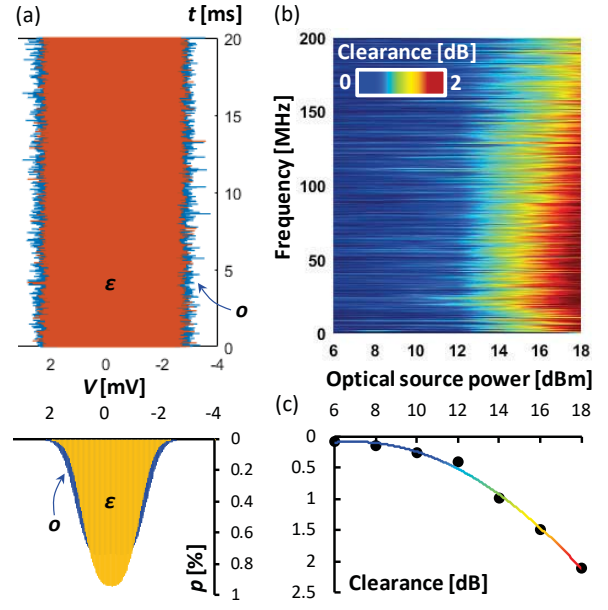 (a)
t [ms]
20
15
10
5
0
ε
o
2 0 -2 -4
V [mV]
2 0 -2 -4
0
0.2
0.4
0.6
0.8
1
p [%]
ε
o
(b)
Clearance [dB]
0 2
200
150
100
50
0
Frequency [MHz]
6 8 10 12 14 16 18
Optical source power [dBm]
(c)
6 8 10 12 14 16 18
0
0.5
1
1.5
2
2.5
Clearance [dB]